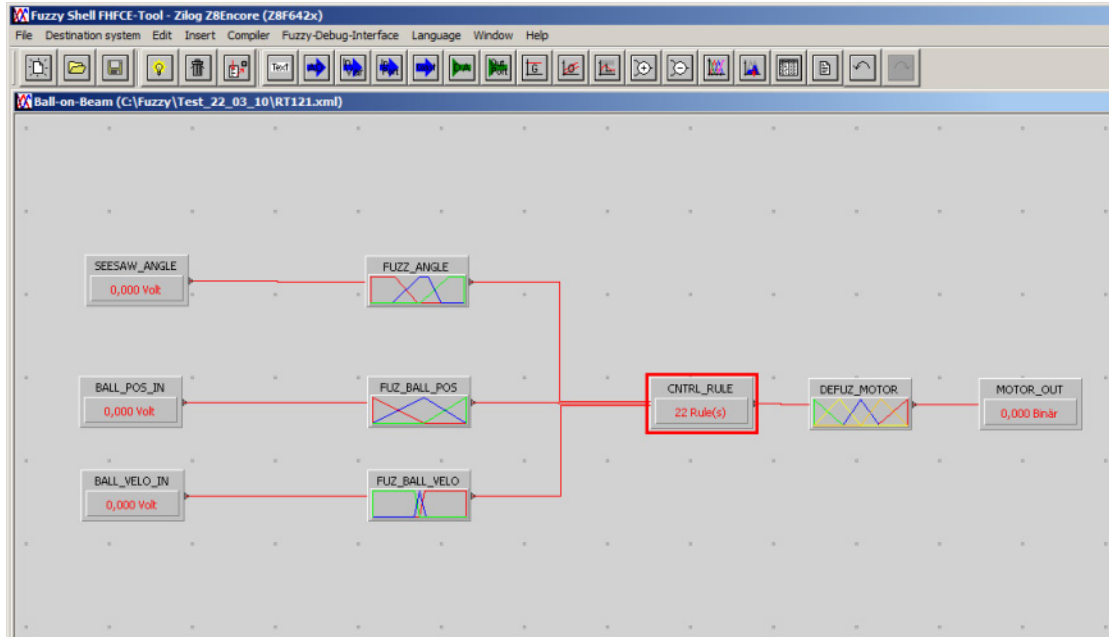 Fuzzy Shell FHFCE-Tool - Zilog Z8Encore (Z8F642x)
File Destination system Edit Insert Compiler Fuzzy-Debug-Interface Language Window Help
Text
Ball-on-Beam (C:\Fuzzy\Test_22_03_10\RT121.xml)
SEESAW_ANGLE
0,000 Volt
FUZZ_ANGLE
BALL_POS_IN
0,000 Volt
FUZ_BALL_POS
CNTRL_RULE
22 Rule(s)
DEFUZ_MOTOR
MOTOR_OUT
0,000 Binär
BALL_VELO_IN
0,000 Volt
FUZ_BALL_VELO